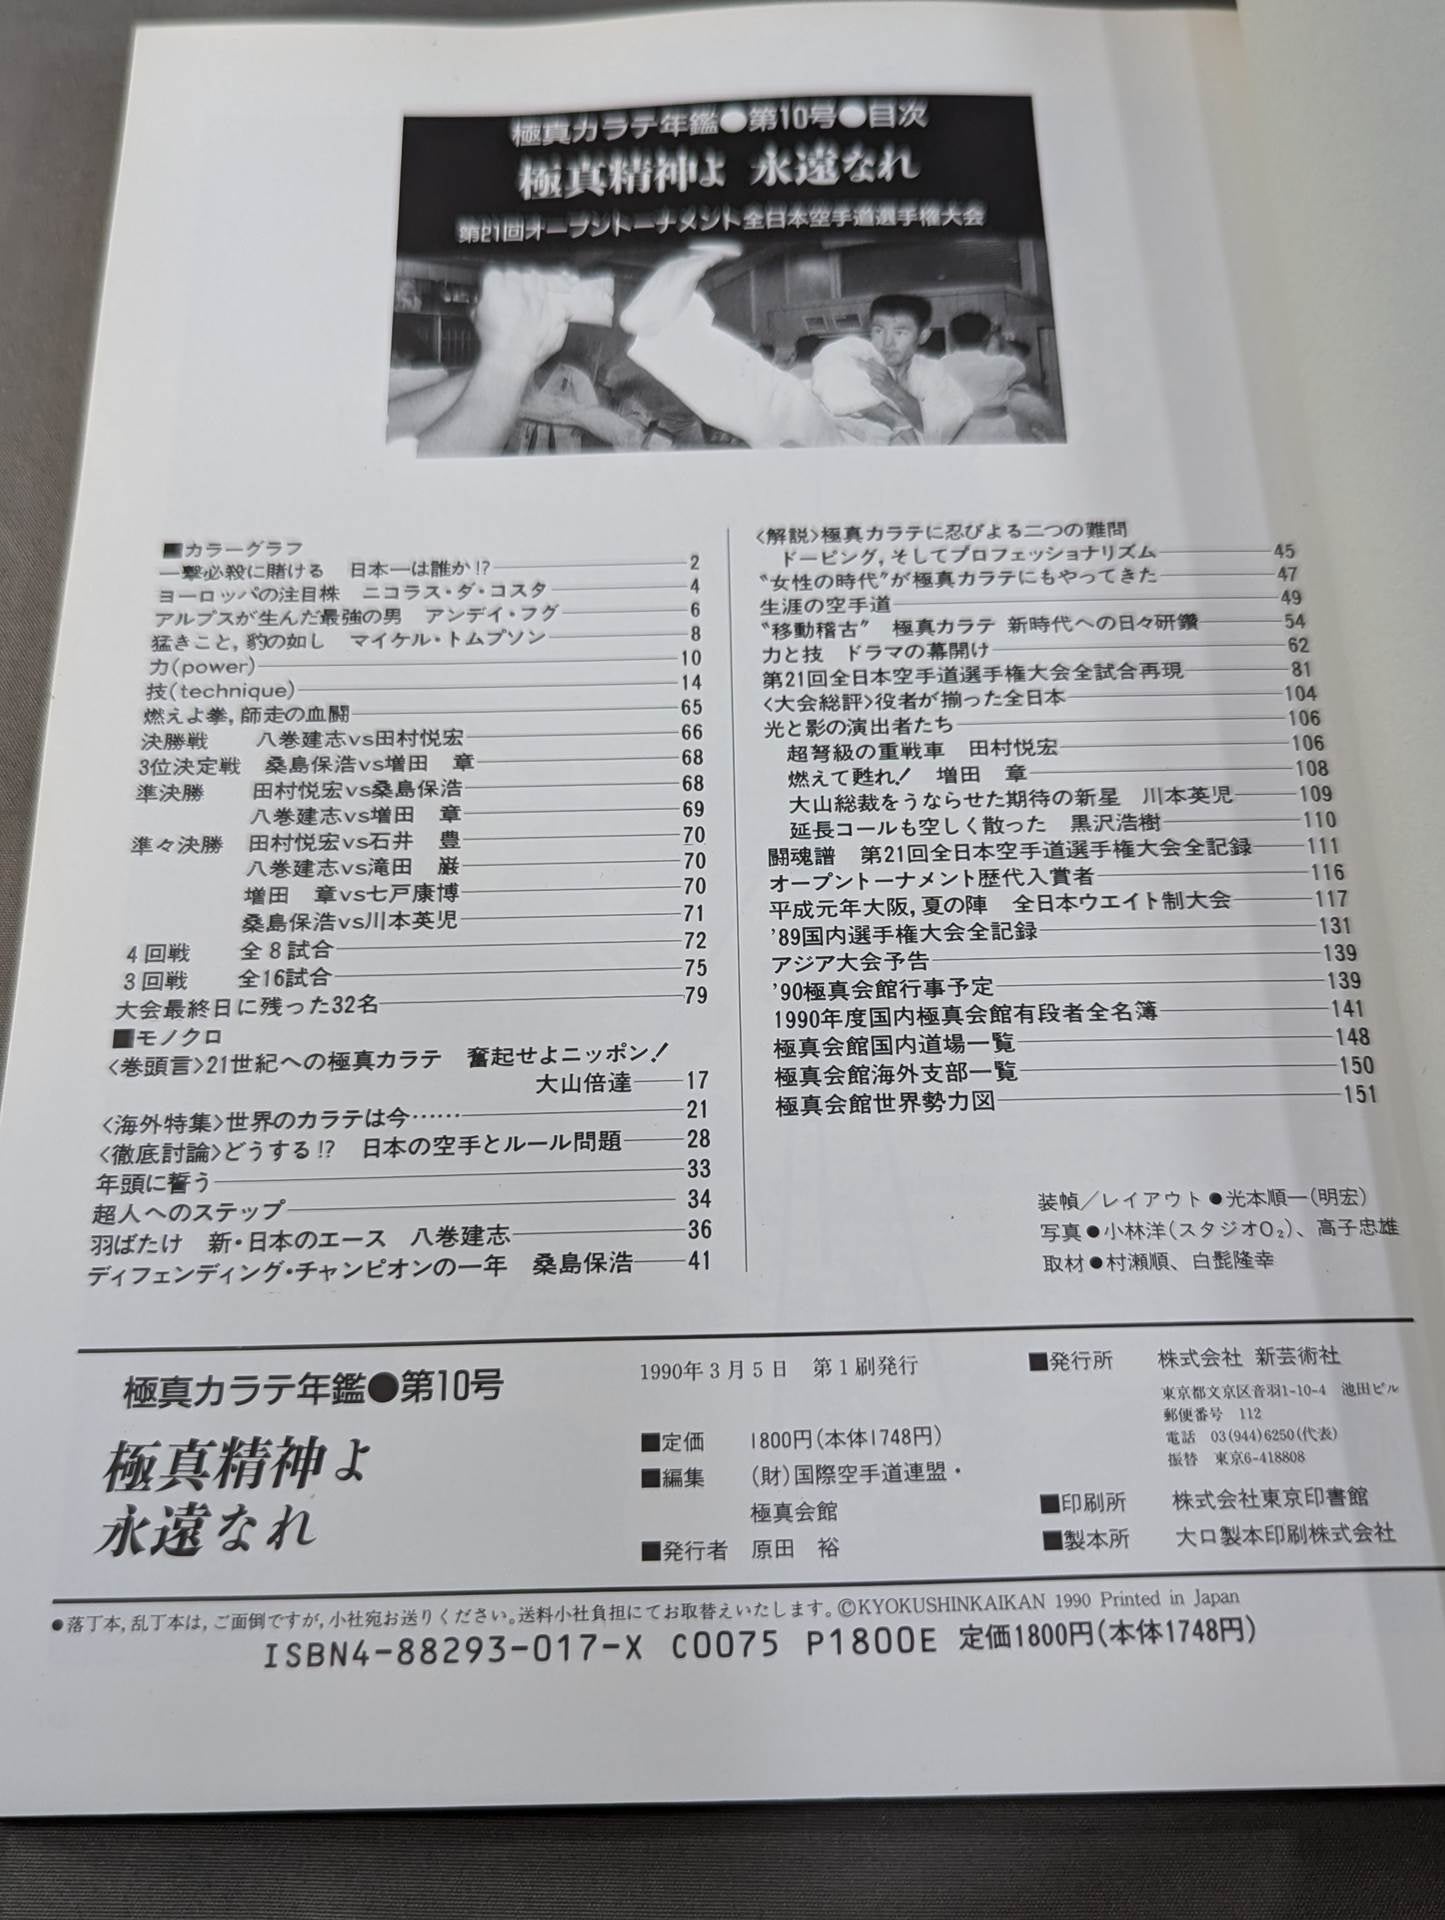 極真カラテ年鑑●第10号●目次
極真精神よ 永遠なれ
第21回オープントーナメント全日本空手道選手権大会
■カラーグラフ
一撃必殺に賭ける 日本一は誰か!? 2
ヨーロッパの注目株 ニコラス・ダ・コスタ 4
アルプスが生んだ最強の男 アンディ・フグ 6
猛きこと,豹の如し マイケル・トムプソン 8
力(power) 10
技(technique) 14
燃えよ拳,師走の血闘 65
決勝戦 八巻建志vs田村悦宏 66
3位決定戦 桑島保浩vs増田 章 68
準決勝 田村悦宏vs桑島保浩 68
八巻建志vs増田 章 69
準々決勝 田村悦宏vs石井 豊 70
八巻建志vs滝田 巌 70
増田 章vs七戸康博 70
桑島保浩vs川本英児 71
4回戦 全8試合 72
3回戦 全16試合 75
大会最終日に残った32名 79
■モノクロ
<巻頭言>21世紀への極真カラテ 奮起せよニッポン!
大山倍達 17
<海外特集>世界のカラテは今…… 21
<徹底討論>どうする!? 日本の空手とルール問題 28
年頭に誓う 33
超人へのステップ 34
羽ばたけ 新・日本のエース 八巻建志 36
ディフェンディング・チャンピオンの一年 桑島保浩 41
<解説>極真カラテに忍びよる二つの難問
ドーピング,そしてプロフェッショナリズム 45
“女性の時代”が極真カラテにもやってきた 47
生涯の空手道 49
“移動稽古” 極真カラテ 新時代への日々研鑽 54
力と技 ドラマの幕開け 62
第21回全日本空手道選手権大会全試合再現 81
<大会総評>役者が揃った全日本 104
光と影の演出者たち 106
超弩級の重戦車 田村悦宏 106
燃えて甦れ! 増田 章 108
大山総裁をうならせた期待の新星 川本英児 109
延長コールも空しく散った 黒沢浩樹 110
闘魂譜 第21回全日本空手道選手権大会全記録 111
オープントーナメント歴代入賞者 116
平成元年大阪,夏の陣 全日本ウエイト制大会 117
'89国内選手権大会全記録 131
アジア大会予告 139
'90極真会館行事予定 139
1990年度国内極真会館有段者全名簿 141
極真会館国内道場一覧 148
極真会館海外支部一覧 150
極真会館世界勢力図 151
装幀/レイアウト●光本順一(明宏)
写真●小林洋(スタジオO₂)、高子忠雄
取材●村瀬順、白髭隆幸
極真カラテ年鑑●第10号
極真精神よ
永遠なれ
1990年3月5日 第1刷発行
■定価 1800円(本体1748円)
■編集 (財)国際空手道連盟・
極真会館
■発行者 原田 裕
■発行所 株式会社 新芸術社
東京都文京区音羽1-10-4 池田ビル
郵便番号 112
電話 03(944)6250(代表)
振替 東京6-418808
■印刷所 株式会社東京印書館
■製本所 大口製本印刷株式会社
●落丁本,乱丁本は,ご面倒ですが,小社宛お送りください。送料小社負担にてお取替えいたします。©KYOKUSHINKAIKAN 1990 Printed in Japan
ISBN4-88293-017-X C0075 P1800E 定価1800円(本体1748円)